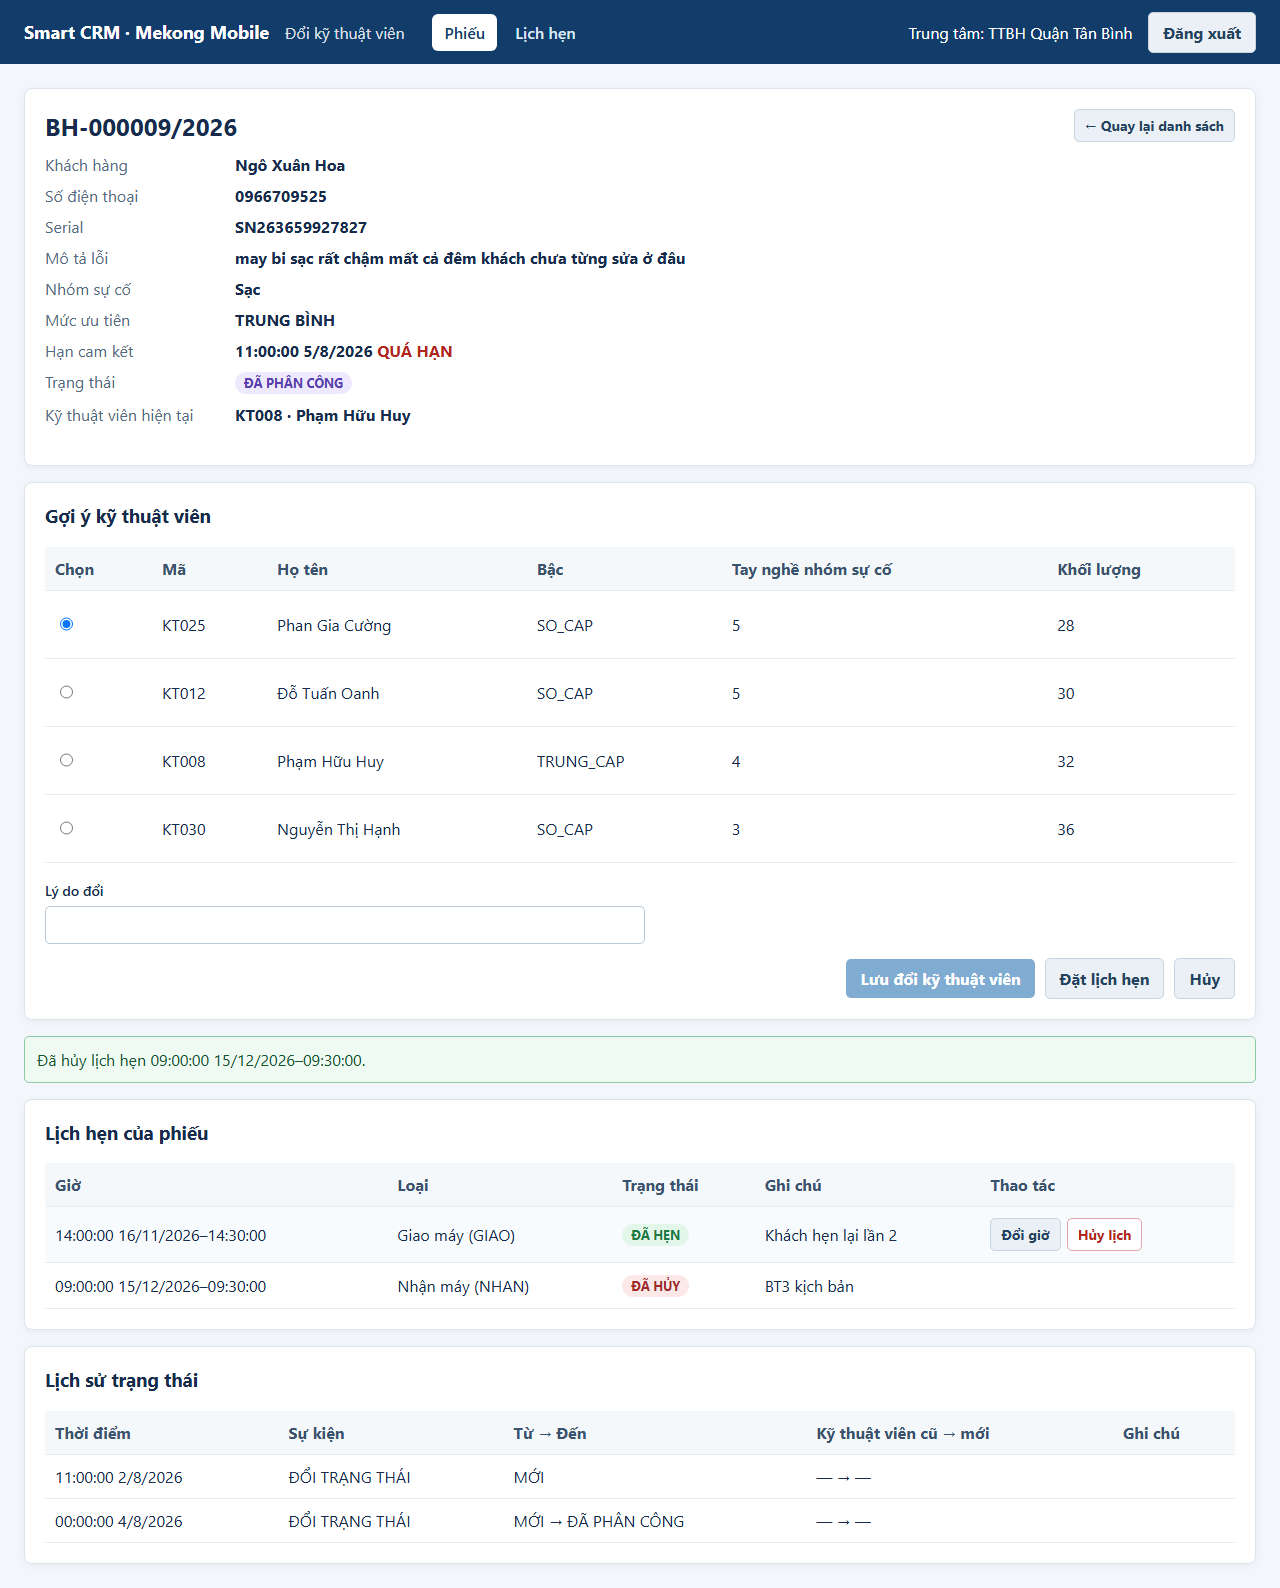 Smart CRM · Mekong Mobile Đổi kỹ thuật viên Phiếu Lịch hẹn Trung tâm: TTBH Quận Tân Bình Đăng xuất
BH-000009/2026 ← Quay lại danh sách
Khách hàng Ngô Xuân Hoa
Số điện thoại 0966709525
Serial SN263659927827
Mô tả lỗi may bi sạc rất chậm mất cả đêm khách chưa từng sửa ở đâu
Nhóm sự cố Sạc
Mức ưu tiên TRUNG BÌNH
Hạn cam kết 11:00:00 5/8/2026 QUÁ HẠN
Trạng thái ĐÃ PHÂN CÔNG
Kỹ thuật viên hiện tại KT008 · Phạm Hữu Huy
Gợi ý kỹ thuật viên
Chọn Mã Họ tên Bậc Tay nghề nhóm sự cố Khối lượng
KT025 Phan Gia Cường SO_CAP 5 28
KT012 Đỗ Tuấn Oanh SO_CAP 5 30
KT008 Phạm Hữu Huy TRUNG_CAP 4 32
KT030 Nguyễn Thị Hạnh SO_CAP 3 36
Lý do đổi
Lưu đổi kỹ thuật viên Đặt lịch hẹn Hủy
Đã hủy lịch hẹn 09:00:00 15/12/2026–09:30:00.
Lịch hẹn của phiếu
Giờ Loại Trạng thái Ghi chú Thao tác
14:00:00 16/11/2026–14:30:00 Giao máy (GIAO) ĐÃ HẸN Khách hẹn lại lần 2 Đổi giờ Hủy lịch
09:00:00 15/12/2026–09:30:00 Nhận máy (NHAN) ĐÃ HỦY BT3 kịch bản
Lịch sử trạng thái
Thời điểm Sự kiện Từ → Đến Kỹ thuật viên cũ → mới Ghi chú
11:00:00 2/8/2026 ĐỔI TRẠNG THÁI MỚI — → —
00:00:00 4/8/2026 ĐỔI TRẠNG THÁI MỚI → ĐÃ PHÂN CÔNG — → —